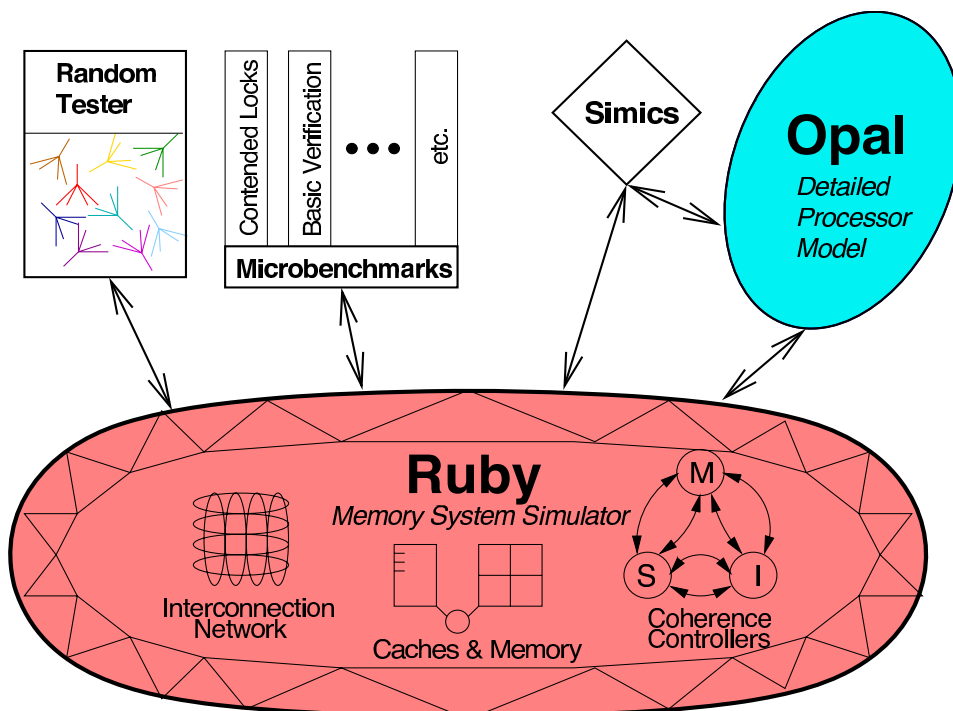 Random
Tester
Contended Locks
Basic Verification
etc.
Microbenchmarks
Simics
Opal
Detailed
Processor
Model
Ruby
Memory System Simulator
Interconnection
Network
Caches & Memory
M
S
I
Coherence
Controllers